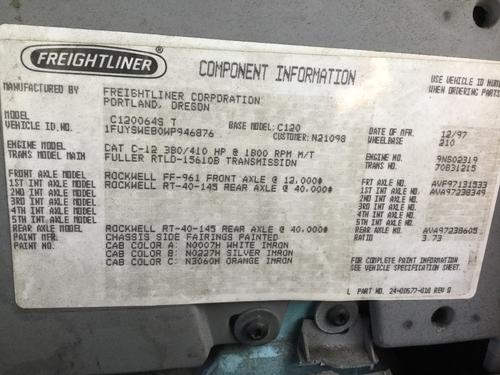 FREIGHTLINER
COMPONENT INFORMATION
USE VEHICLE ID NUM
WHEN ORDERING PARTS
FREIGHTLINER CORPORATION
PORTLAND, OREGON
MODEL C120064S T BASE MODEL: C120 MFG. DATE 12/97
VEHICLE ID NO. 1FUYSWEB0WP946876 CUSTOMER N21098 WHEELBASE 210
ENGINE MODEL CAT C-12 380/410 HP @ 1800 RPM M/T ENGINE NO. 9NS02319
TRANS MODEL MAIN FULLER RTLO-15610B TRANSMISSION TRANS NO. 70831215
FRONT AXLE MODEL ROCKWELL FF-961 FRONT AXLE @ 12,000# FRT AXLE NO. AVF97131533
1ST INT AXLE MODEL ROCKWELL RT-40-145 REAR AXLE @ 40,000# 1ST INT AXLE NO. AVA97238349
2ND INT AXLE MODEL 2ND INT AXLE NO.
3RD INT AXLE MODEL 3RD INT AXLE NO.
4TH INT AXLE MODEL 4TH INT AXLE NO.
5TH INT AXLE MODEL 5TH INT AXLE NO.
REAR AXLE MODEL ROCKWELL RT-40-145 REAR AXLE @ 40,000# REAR AXLE NO. AVA97238605
PAINT MFG. CHASSIS SIDE FAIRINGS PAINTED RATIO 3.73
PAINT NO. CAB COLOR A: N0007H WHITE IMRON
CAB COLOR B: N0227H SILVER IMRON
CAB COLOR C: N3060H ORANGE IMRON
FOR COMPLETE PAINT INFORMATION
SEE VEHICLE SPECIFICATION SHEET.
L PART NO. 24-00577-010 REV B